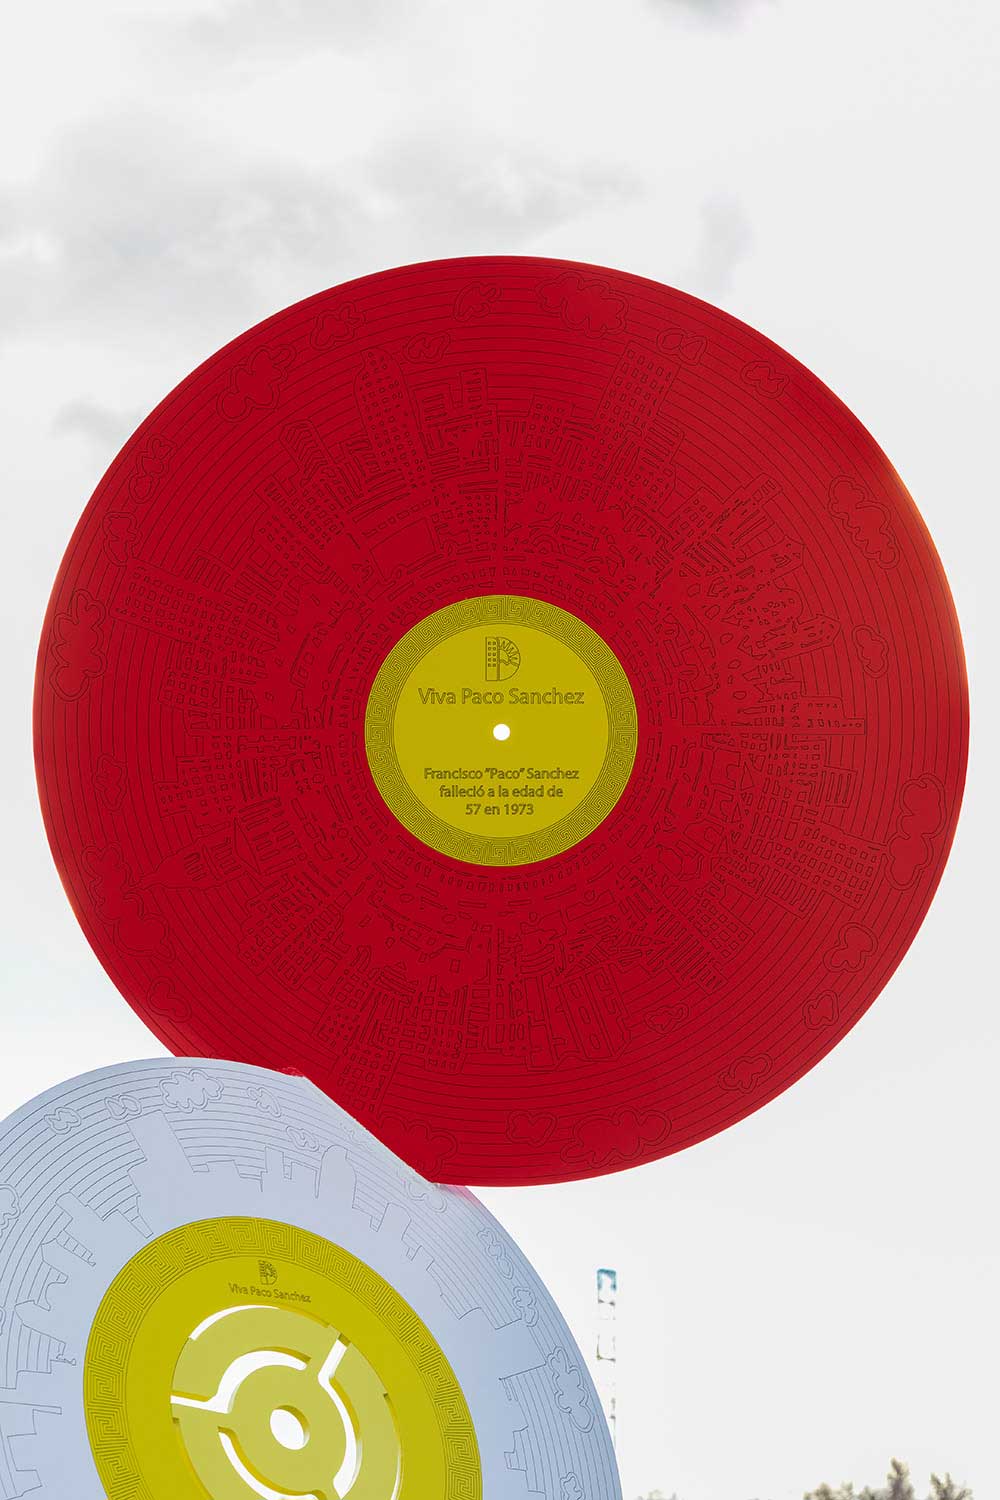 Viva Paco Sanchez
Francisco "Paco" Sanchez
falleció a la edad de
57 en 1973
Viva Paco Sanchez